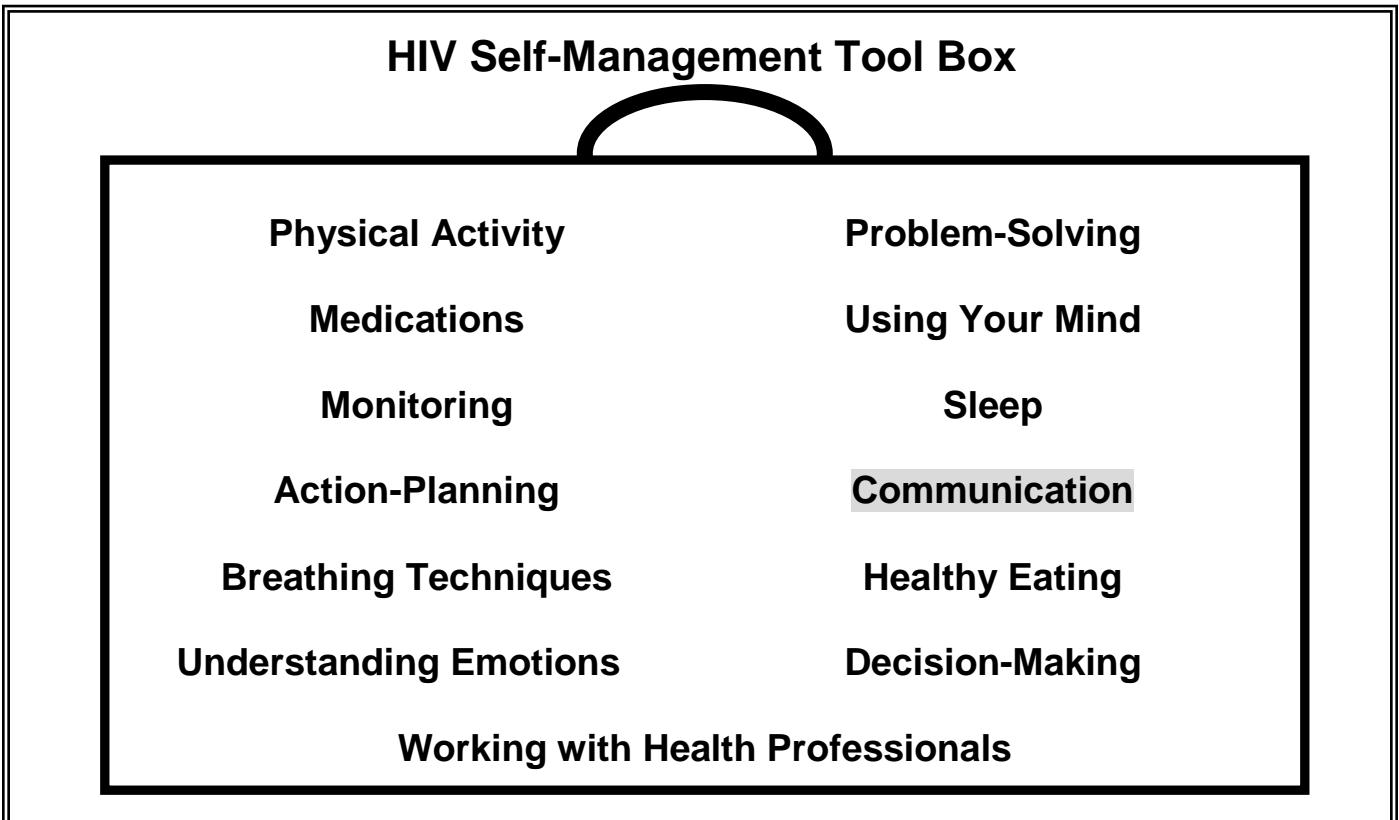 HIV Self-Management Tool Box
Physical Activity Problem-Solving
Medications Using Your Mind
Monitoring Sleep
Action-Planning Communication
Breathing Techniques Healthy Eating
Understanding Emotions Decision-Making
Working with Health Professionals